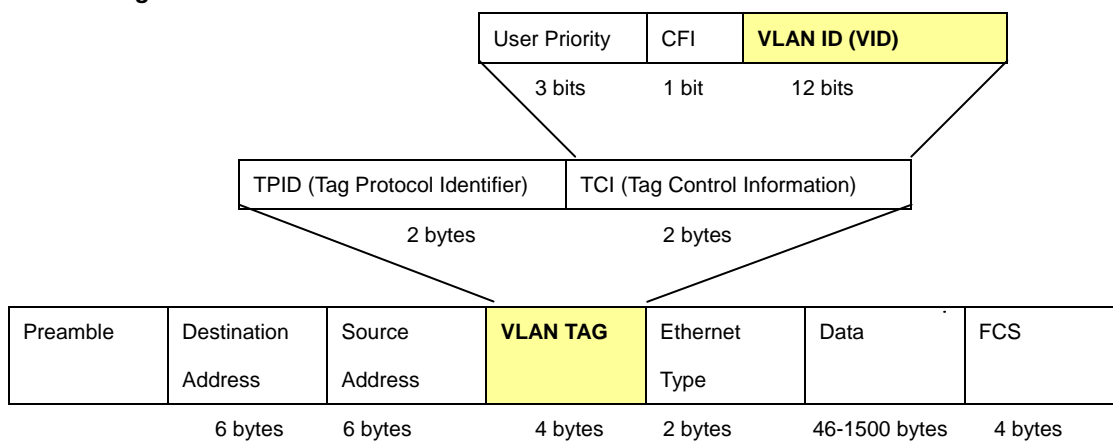 User Priority CFI VLAN ID (VID)
3 bits 1 bit 12 bits
TPID (Tag Protocol Identifier) TCI (Tag Control Information)
2 bytes 2 bytes
Preamble Destination Address Source Address VLAN TAG Ethernet Type Data FCS
6 bytes 6 bytes 4 bytes 2 bytes 46-1500 bytes 4 bytes